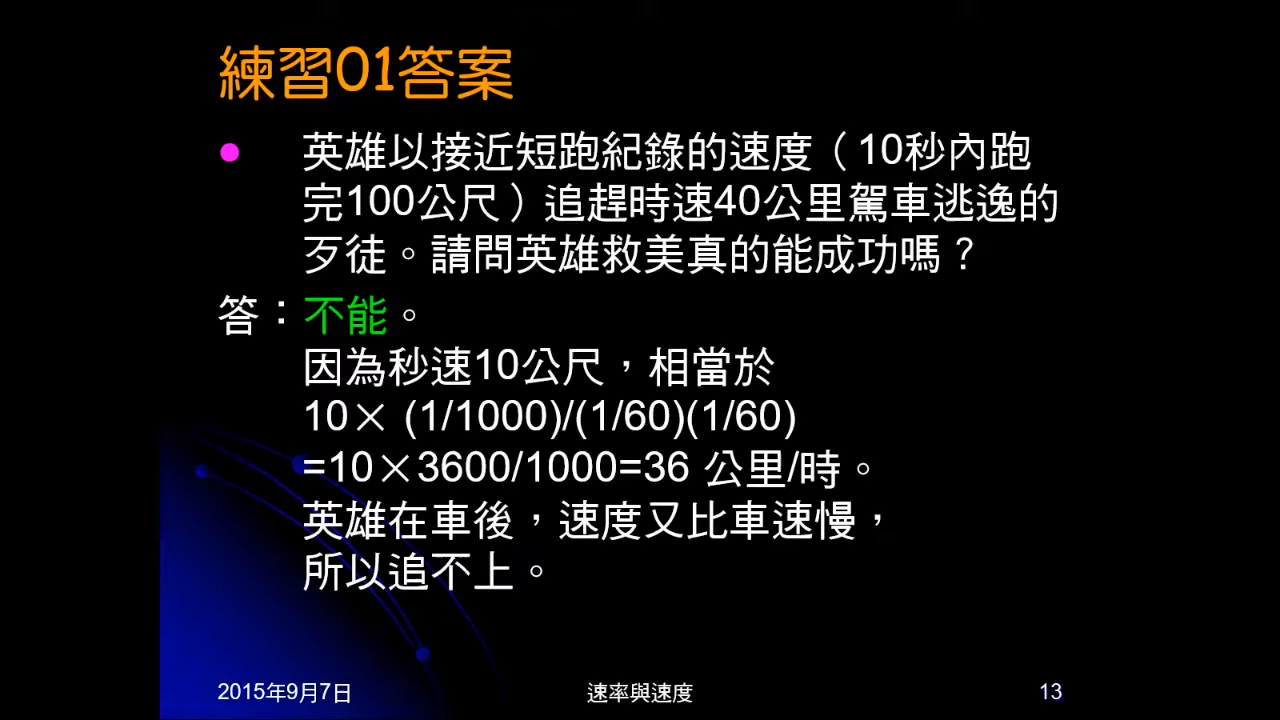 練習01答案
英雄以接近短跑紀錄的速度（10秒內跑
完100公尺）追趕時速40公里駕車逃逸的
歹徒。請問英雄救美真的能成功嗎？
答：不能。
因為秒速10公尺，相當於
10× (1/1000)/(1/60)(1/60)
=10×3600/1000=36 公里/時。
英雄在車後，速度又比車速慢，
所以追不上。
2015年9月7日
速率與速度
13